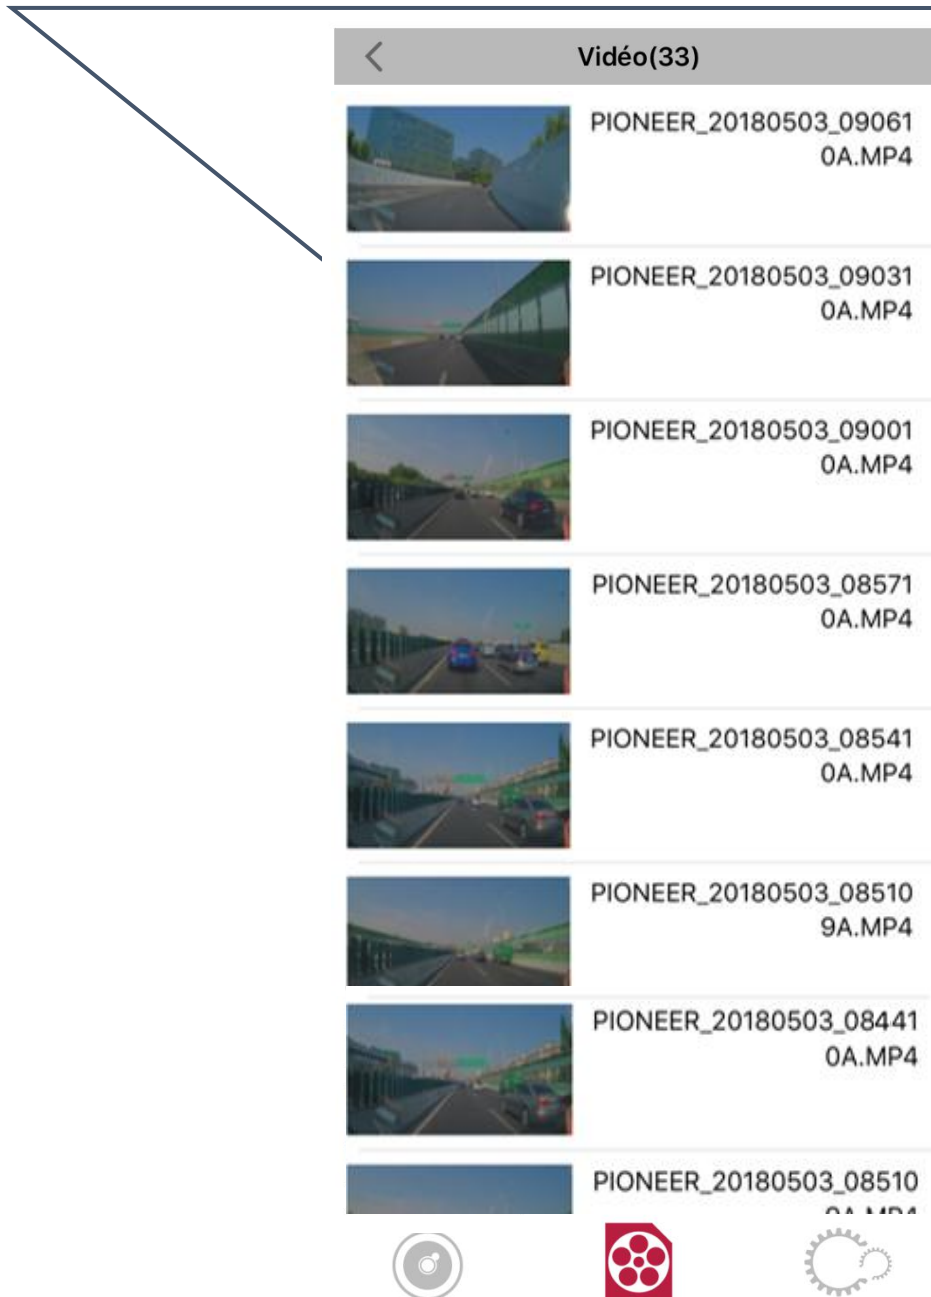 Vidéo(33)
PIONEER_20180503_09061
0A.MP4
PIONEER_20180503_09031
0A.MP4
PIONEER_20180503_09001
0A.MP4
PIONEER_20180503_08571
0A.MP4
PIONEER_20180503_08541
0A.MP4
PIONEER_20180503_08510
9A.MP4
PIONEER_20180503_08441
0A.MP4
PIONEER_20180503_08510